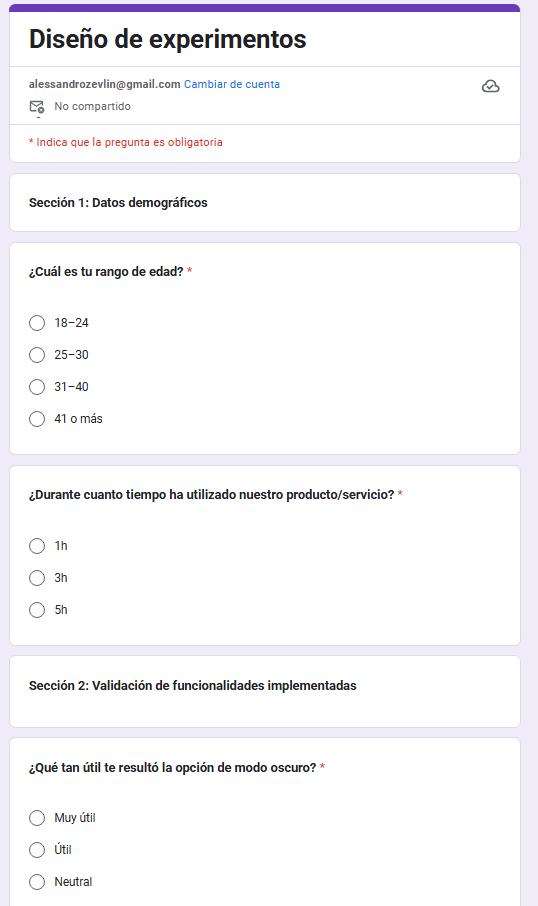 Diseño de experimentos
alessandrozevlin@gmail.com Cambiar de cuenta
No compartido
* Indica que la pregunta es obligatoria
Sección 1: Datos demográficos
¿Cuál es tu rango de edad? *
18–24
25–30
31–40
41 o más
¿Durante cuanto tiempo ha utilizado nuestro producto/servicio? *
1h
3h
5h
Sección 2: Validación de funcionalidades implementadas
¿Qué tan útil te resultó la opción de modo oscuro? *
Muy útil
Útil
Neutral